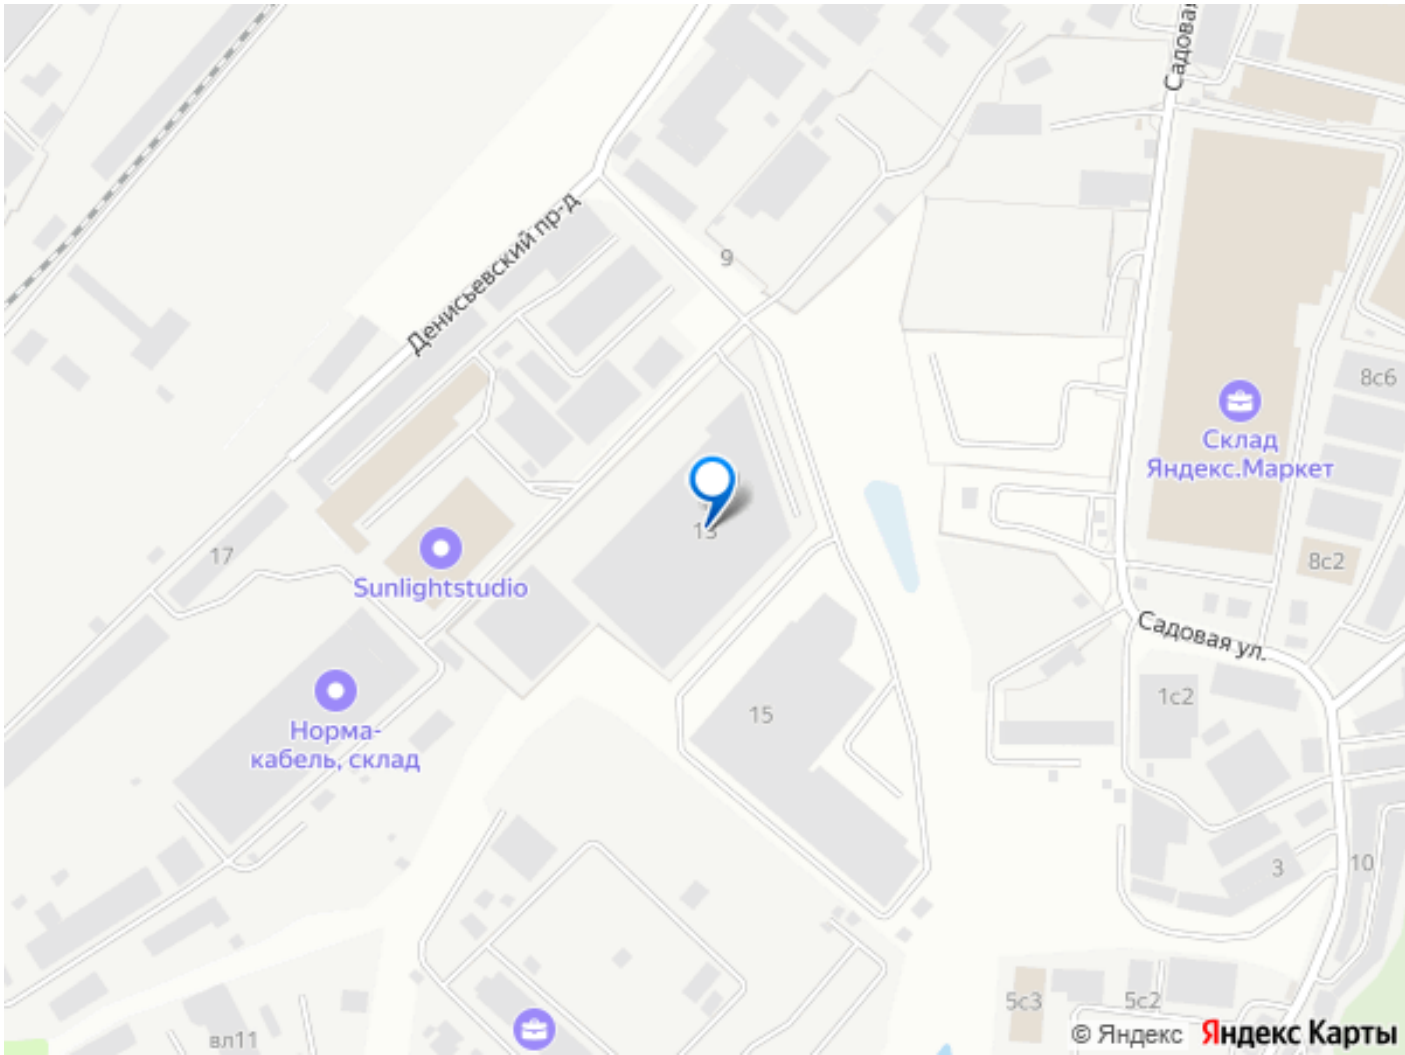 Садовая
Денисьевский пр-д
9
8с6
Склад
Яндекс.Маркет
13
17
8с2
Sunlightstudio
Садовая ул.
1с2
15
Норма-
кабель, склад
3
10
5с3
5с2
вл11
© Яндекс Яндекс Карты